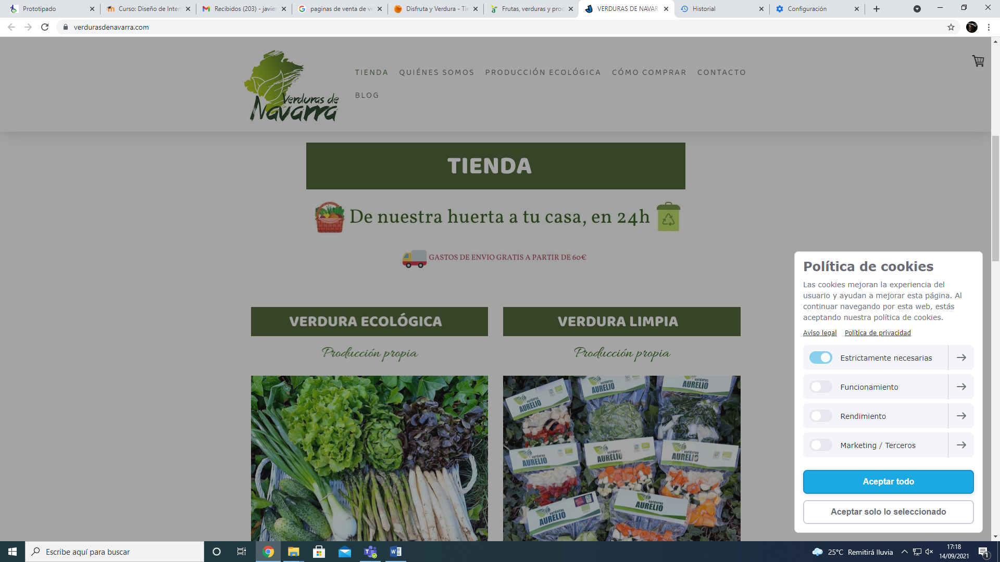 Prototipado
Curso: Diseño de Inter
Recibidos (203) - javier
paginas de venta de ve
Disfruta y Verdura - Tie
Frutas, verduras y proc
VERDURAS DE NAVAR
Historial
Configuración
verdurasdenavarra.com
Verduras de
Navarra
TIENDA
QUIÉNES SOMOS
PRODUCCIÓN ECOLÓGICA
CÓMO COMPRAR
CONTACTO
BLOG
TIENDA
De nuestra huerta a tu casa, en 24h
GASTOS DE ENVIO GRATIS A PARTIR DE 60€
VERDURA ECOLÓGICA
VERDURA LIMPIA
Producción propia
Producción propia
verduras
AURELIO
verduras
AURELIO
verduras
AURELIO
verduras
AURELIO
verduras
AURELIO
verduras
AURELIO
verduras
AURELIO
verduras
AURELIO
Política de cookies
Las cookies mejoran la experiencia del
usuario y ayudan a mejorar esta página. Al
continuar navegando por esta web, estás
aceptando nuestra política de cookies.
Aviso legal
Política de privacidad
Estrictamente necesarias
Funcionamiento
Rendimiento
Marketing / Terceros
Aceptar todo
Aceptar solo lo seleccionado
Escribe aquí para buscar
25°C Remitirá lluvia
17:18
14/09/2021
1